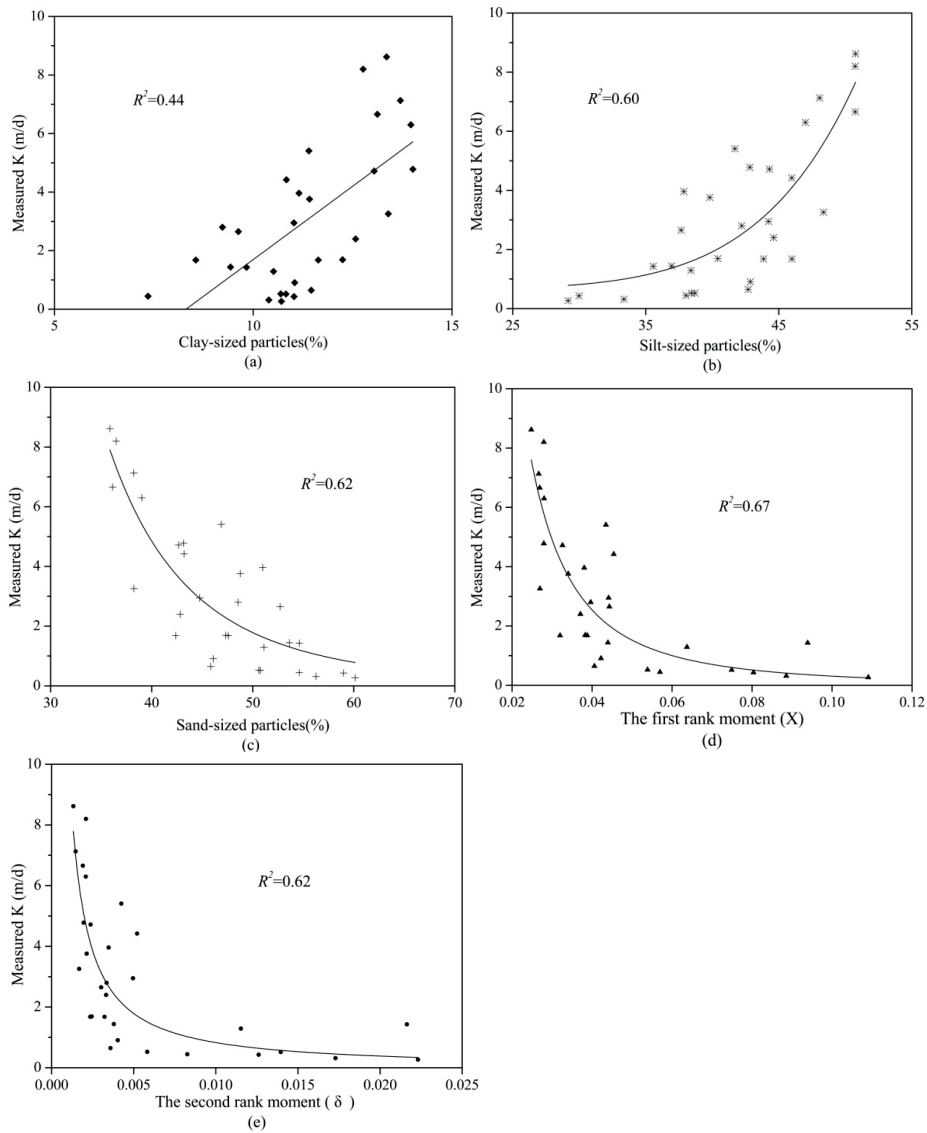 10
8
6
4
2
0
Measured K (m/d)
R²=0.44
5
10
15
Clay-sized particles(%)
(a)
10
8
6
4
2
0
Measured K (m/d)
R²=0.60
25
35
45
55
Silt-sized particles(%)
(b)
10
8
6
4
2
0
Measured K (m/d)
R²=0.62
30
40
50
60
70
Sand-sized particles(%)
(c)
10
8
6
4
2
0
Measured K (m/d)
R²=0.67
0.02
0.04
0.06
0.08
0.10
0.12
The first rank moment (X)
(d)
10
8
6
4
2
0
Measured K (m/d)
R²=0.62
0.000
0.005
0.010
0.015
0.020
0.025
The second rank moment ( δ )
(e)